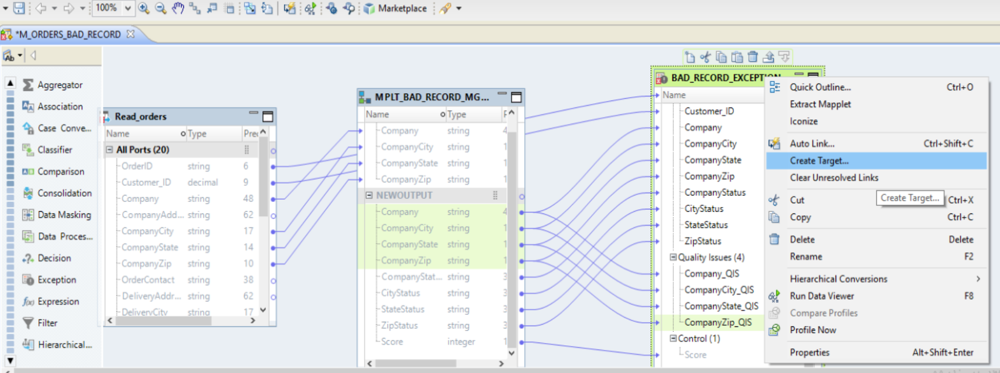 100%
Marketplace
*M_ORDERS_BAD_RECORD
Ab
Aggregator
Association
Case Conve...
Classifier
Comparison
Consolidation
Data Masking
Data Proces...
Decision
Exception
Expression
Filter
Hierarchical...
Read_orders
Name Type Prec
All Ports (20)
OrderID string 6
Customer_ID decimal 9
Company string 48
CompanyAdd... string 62
CompanyCity string 17
CompanyState string 14
CompanyZip string 10
OrderContact string 38
DeliveryAddr... string 62
DeliveryCity string 17
MPLT_BAD_RECORD_MG...
Name Type P
Company string 4
CompanyCity string 1
CompanyState string 1
CompanyZip string 1
NEWOUTPUT
Company string 4
CompanyCity string 1
CompanyState string 1
CompanyZip string 1
CompanyStat... string 3
CityStatus string 3
StateStatus string 3
ZipStatus string 3
Score integer 1
BAD_RECORD_EXCEPTION
Name
Customer_ID
Company
CompanyCity
CompanyState
CompanyZip
CompanyStatus
CityStatus
StateStatus
ZipStatus
Quality Issues (4)
Company_QIS
CompanyCity_QIS
CompanyState_QIS
CompanyZip_QIS
Control (1)
Score
Quick Outline... Ctrl+O
Extract Mapplet
Iconize
Auto Link... Ctrl+Shift+C
Create Target...
Clear Unresolved Links
Cut Ctrl+X
Create Target...
Copy Ctrl+C
Delete Delete
Rename F2
Hierarchical Conversions
Run Data Viewer F8
Compare Profiles
Profile Now
Properties Alt+Shift+Enter